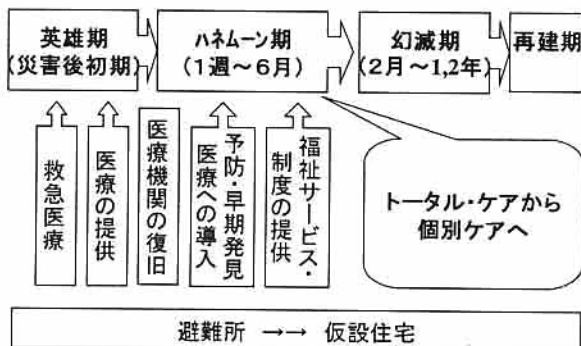 英雄期
(災害後初期)
ハネムーン期
(1週～6月)
幻滅期
(2月～1,2年)
再建期
救急医療
医療の提供
医療機関の復旧
予防・早期発見
医療への導入
福祉サービス・
制度の提供
トータル・ケアから
個別ケアへ
避難所 →→ 仮設住宅